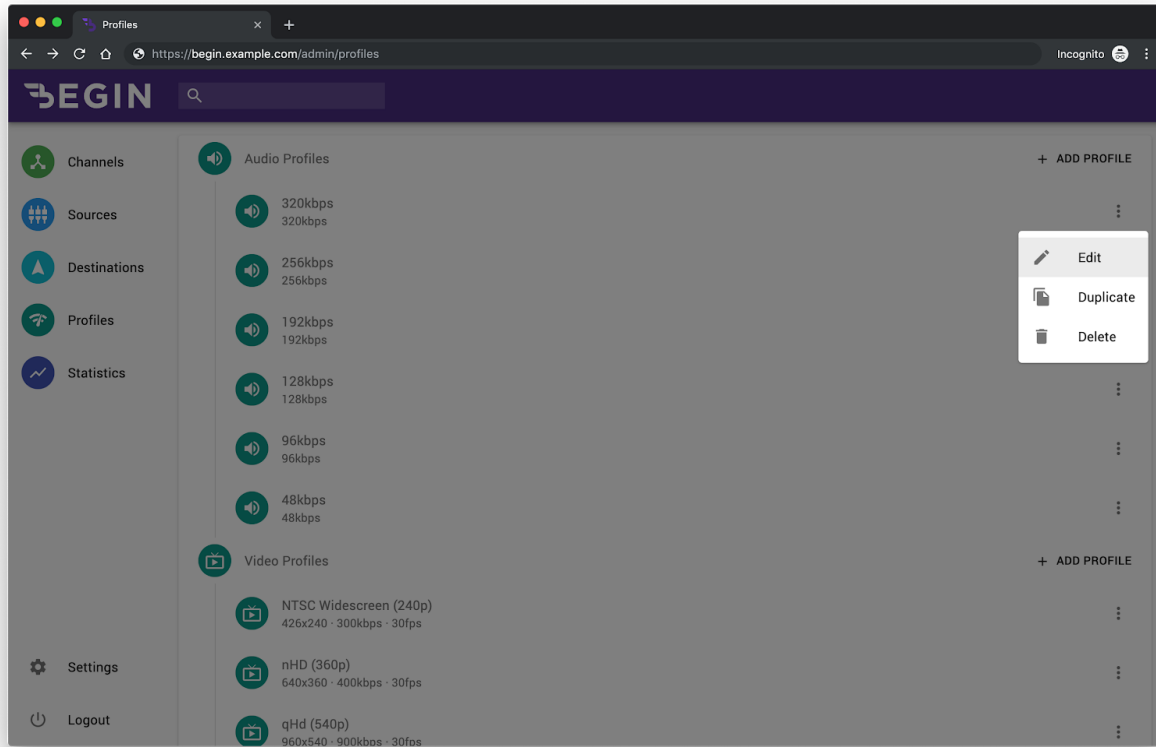 Profiles
https://begin.example.com/admin/profiles
Incognito
BEGIN
Channels
Sources
Destinations
Profiles
Statistics
Settings
Logout
Audio Profiles
+ ADD PROFILE
320kbps
320kbps
256kbps
256kbps
192kbps
192kbps
128kbps
128kbps
96kbps
96kbps
48kbps
48kbps
Edit
Duplicate
Delete
Video Profiles
+ ADD PROFILE
NTSC Widescreen (240p)
426x240 · 300kbps · 30fps
nHD (360p)
640x360 · 400kbps · 30fps
qHd (540p)
960x540 · 900kbps · 30fps